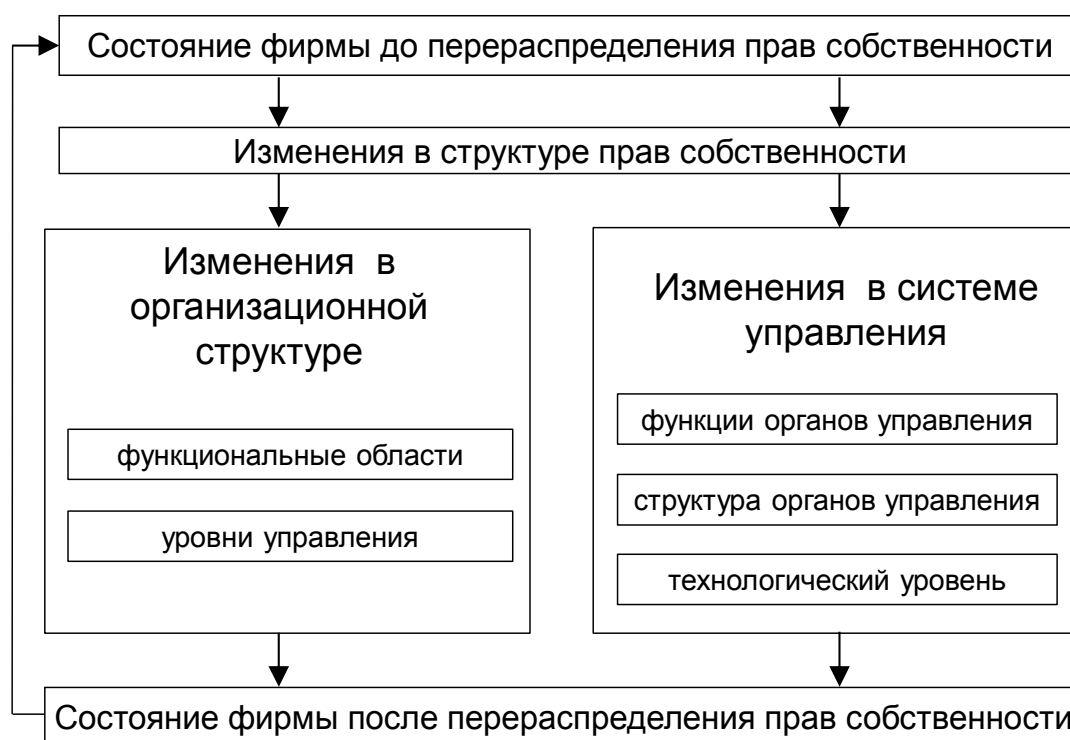 Состояние фирмы до перераспределения прав собственности
Изменения в структуре прав собственности
Изменения в
организационной
структуре
функциональные области
уровни управления
Изменения в системе
управления
функции органов управления
структура органов управления
технологический уровень
Состояние фирмы после перераспределения прав собственности